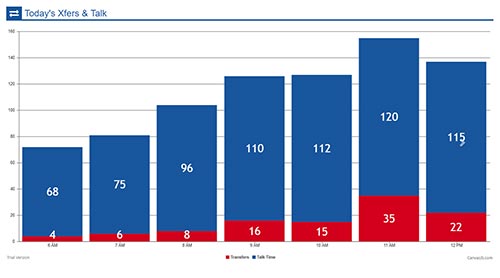 Today's Xfers & Talk
160
140
120
100
80
60
40
20
0
68 75 96 110 112 120 115
4 6 8 16 15 35 22
6 AM 7 AM 8 AM 9 AM 10 AM 11 AM 12 PM
Trial Version Transfers Talk Time CanvasJS.com